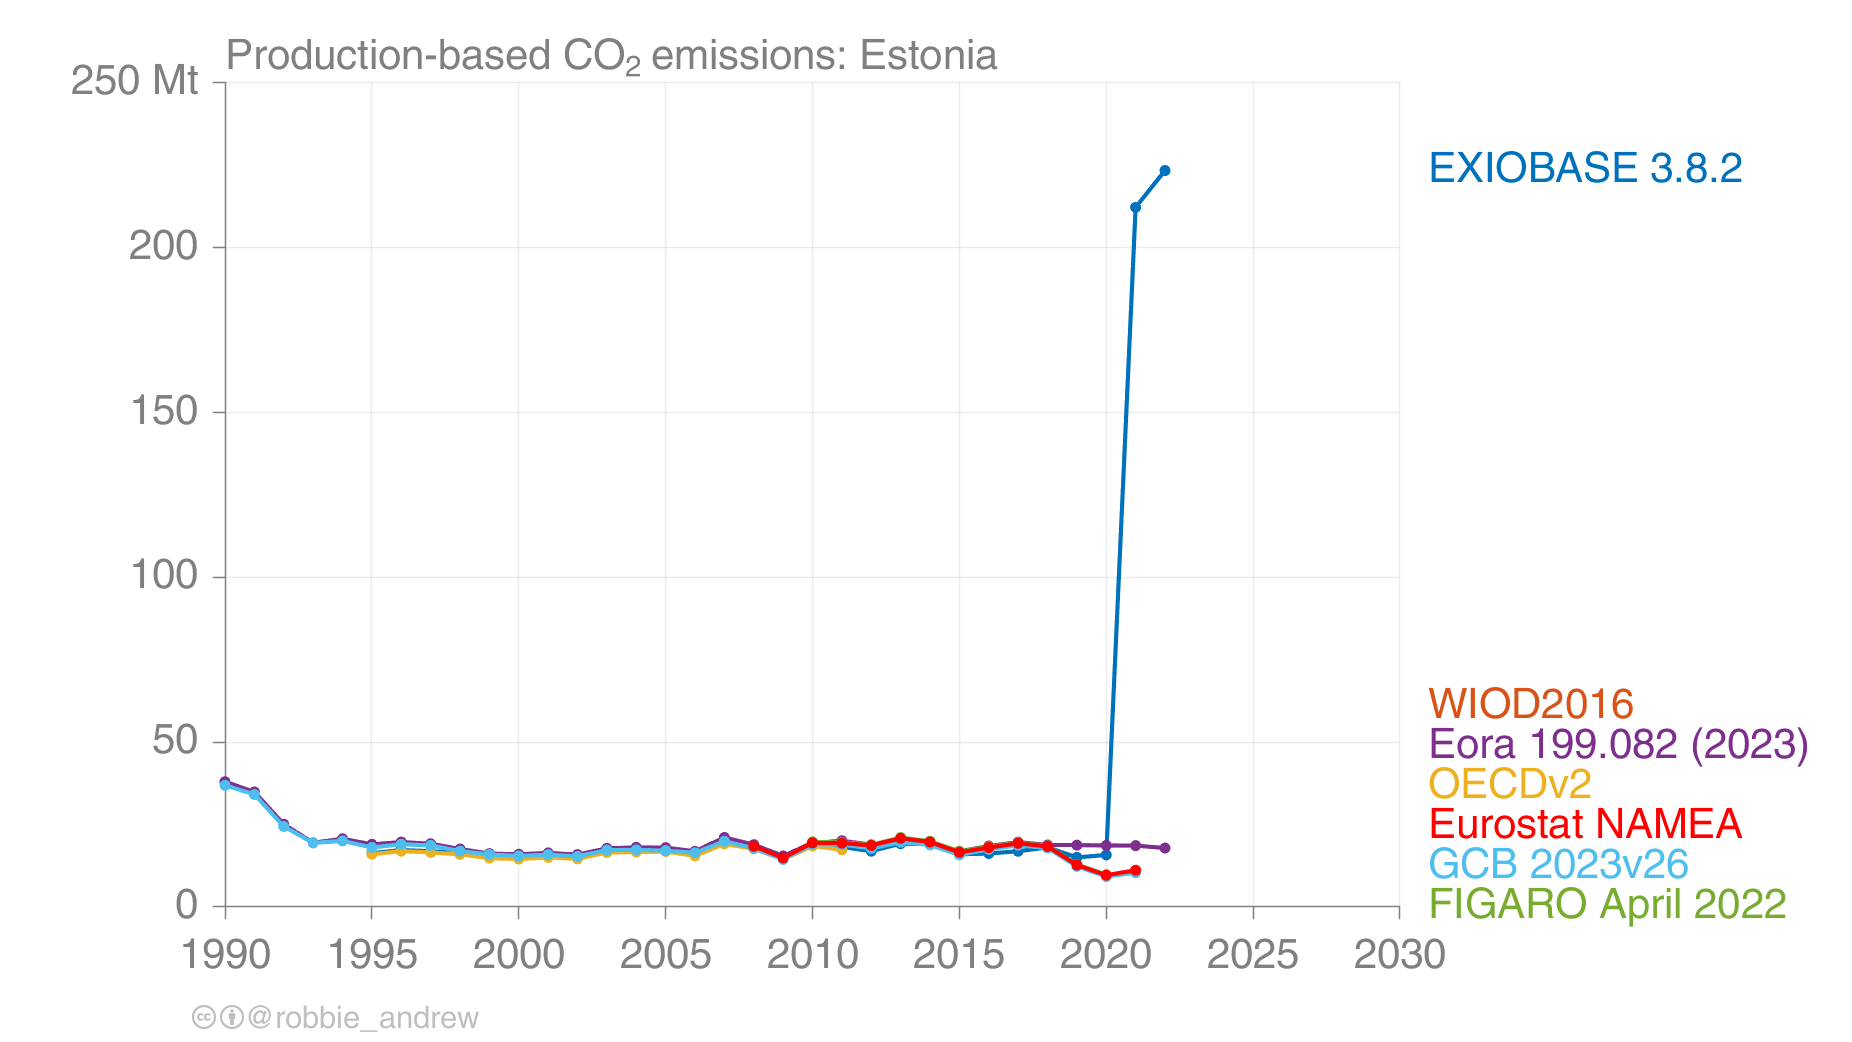 Production-based CO₂ emissions: Estonia
250 Mt
200
150
100
50
0
1990 1995 2000 2005 2010 2015 2020 2025 2030
EXIOBASE 3.8.2
WIOD2016
Eora 199.082 (2023)
OECDv2
Eurostat NAMEA
GCB 2023v26
FIGARO April 2022
@robbie_andrew